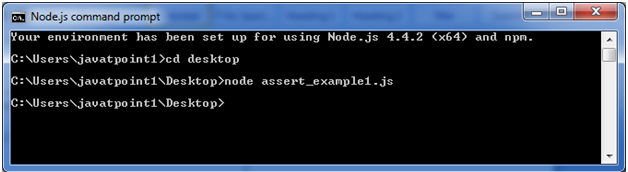 Node.js command prompt
Your environment has been set up for using Node.js 4.4.2 (x64) and npm.
C:\Users\javatpoint1>cd desktop
C:\Users\javatpoint1\Desktop>node assert_example1.js
C:\Users\javatpoint1\Desktop>